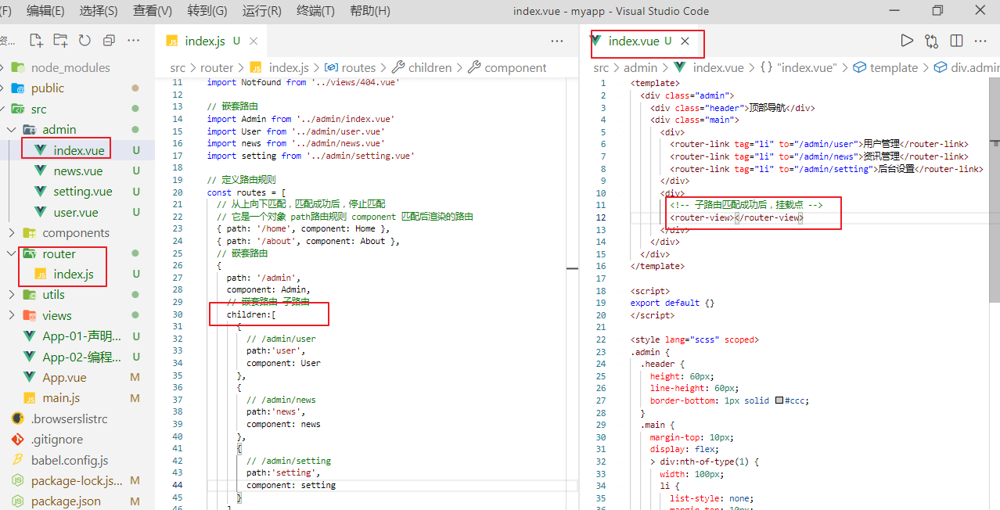 (F) 编辑(E) 选择(S) 查看(V) 转到(G) 运行(R) 终端(T) 帮助(H) index.vue - myapp - Visual Studio Code
资... index.js U index.vue U
node_modules
public
src
admin
index.vue U
news.vue U
setting.vue U
user.vue U
components
router
index.js U
utils
views
App-01-声明... U
App-02-编程... U
App.vue M
main.js M
.browserslistrc
.gitignore
babel.config.js
package-lock.js... M
package.json M
src > router > index.js > routes > children > component
11 import Notfound from '../views/404.vue'
12
13 // 嵌套路由
14 import Admin from '../admin/index.vue'
15 import User from '../admin/user.vue'
16 import news from '../admin/news.vue'
17 import setting from '../admin/setting.vue'
18
19 // 定义路由规则
20 const routes = [
21 // 从上向下匹配，匹配成功后，停止匹配
22 // 它是一个对象 path路由规则 component 匹配后渲染的路由
23 { path: '/home', component: Home },
24 { path: '/about', component: About },
25 // 嵌套路由
26 {
27 path: '/admin',
28 component: Admin,
29 // 嵌套路由 子路由
30 children:[
31 {
32 // /admin/user
33 path:'user',
34 component: User
35 },
36 {
37 // /admin/news
38 path:'news',
39 component: news
40 },
41 {
42 // /admin/setting
43 path:'setting',
44 component: setting
45 }
46 ]
src > admin > index.vue > {} "index.vue" > template > div.admin
1 <template>
2 <div class="admin">
3 <div class="header">顶部导航</div>
4 <div class="main">
5 <div>
6 <router-link tag="li" to="/admin/user">用户管理</router-link>
7 <router-link tag="li" to="/admin/news">资讯管理</router-link>
8 <router-link tag="li" to="/admin/setting">后台设置</router-link>
9 </div>
10 <div>
11 <!-- 子路由匹配成功后，挂载点 -->
12 <router-view></router-view>
13 </div>
14 </div>
15 </div>
16 </template>
17
18 <script>
19 export default {}
20 </script>
21
22 <style lang="scss" scoped>
23 .admin {
24 .header {
25 height: 60px;
26 line-height: 60px;
27 border-bottom: 1px solid #ccc;
28 }
29 .main {
30 margin-top: 10px;
31 display: flex;
32 > div:nth-of-type(1) {
33 width: 100px;
34 li {
35 list-style: none;
36 margin-top: 10px;